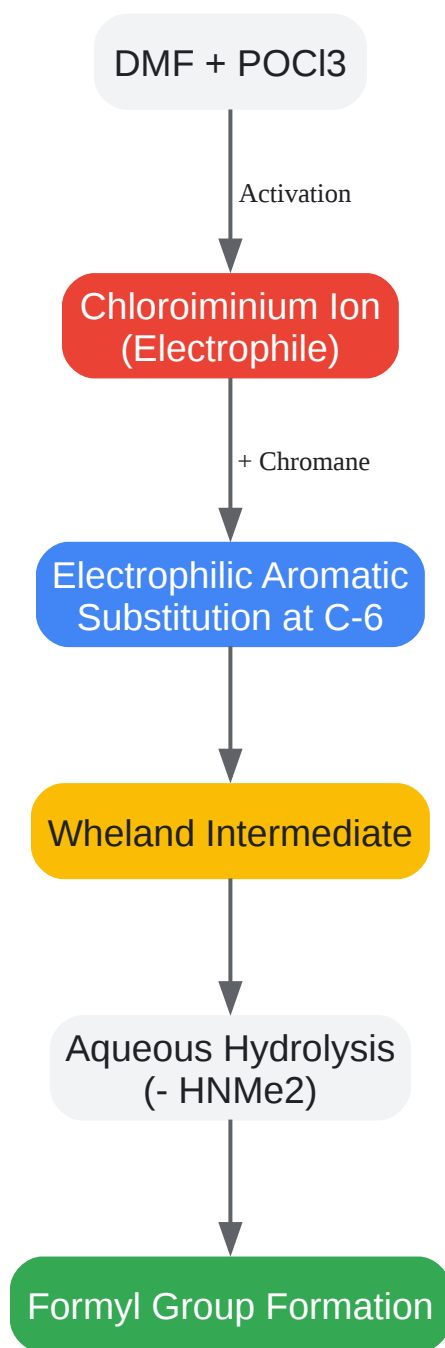 DMF + POCl3
Activation
Chloroiminium Ion
(Electrophile)
+ Chromane
Electrophilic Aromatic
Substitution at C-6
Wheland Intermediate
Aqueous Hydrolysis
(- HNMe2)
Formyl Group Formation